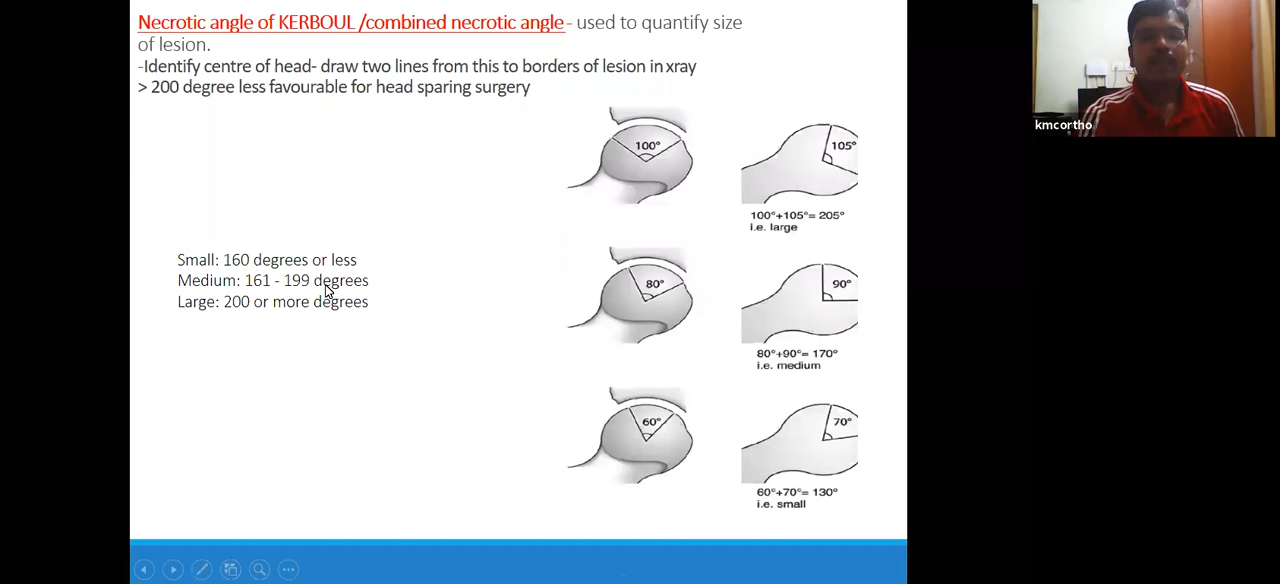 Necrotic angle of KERBOUL /combined necrotic angle - used to quantify size
of lesion.
-Identify centre of head- draw two lines from this to borders of lesion in xray
> 200 degree less favourable for head sparing surgery
kmcortho
100°
105°
100°+105°= 205°
i.e. large
Small: 160 degrees or less
Medium: 161 - 199 degrees
Large: 200 or more degrees
80°
90°
80°+90°= 170°
i.e. medium
60°
70°
60°+70°= 130°
i.e. small